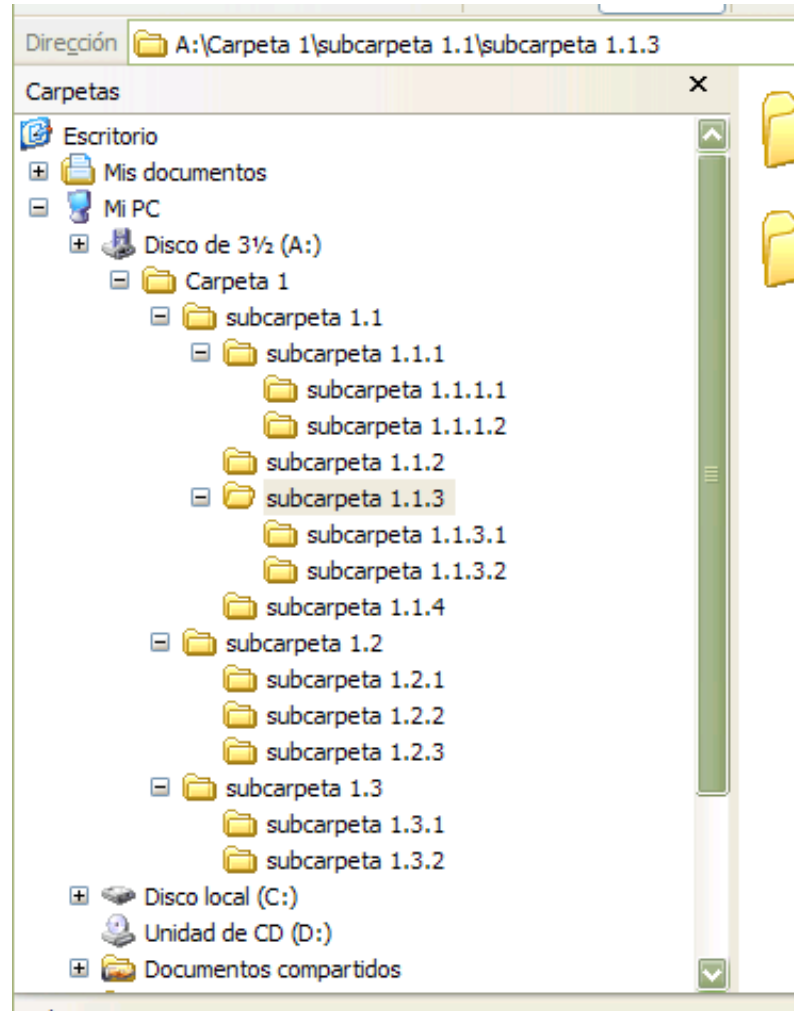 Dirección A:\Carpeta 1\subcarpeta 1.1\subcarpeta 1.1.3
Carpetas
Escritorio
Mis documentos
Mi PC
Disco de 3½ (A:)
Carpeta 1
subcarpeta 1.1
subcarpeta 1.1.1
subcarpeta 1.1.1.1
subcarpeta 1.1.1.2
subcarpeta 1.1.2
subcarpeta 1.1.3
subcarpeta 1.1.3.1
subcarpeta 1.1.3.2
subcarpeta 1.1.4
subcarpeta 1.2
subcarpeta 1.2.1
subcarpeta 1.2.2
subcarpeta 1.2.3
subcarpeta 1.3
subcarpeta 1.3.1
subcarpeta 1.3.2
Disco local (C:)
Unidad de CD (D:)
Documentos compartidos